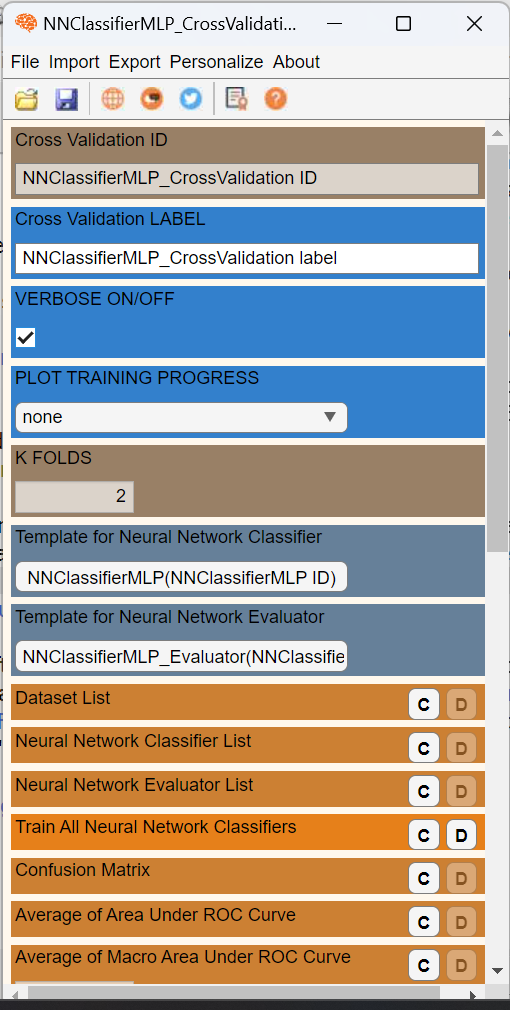 NNClassifierMLP_CrossValidati...
File Import Export Personalize About
Cross Validation ID
NNClassifierMLP_CrossValidation ID
Cross Validation LABEL
NNClassifierMLP_CrossValidation label
VERBOSE ON/OFF
PLOT TRAINING PROGRESS
none
K FOLDS
2
Template for Neural Network Classifier
NNClassifierMLP(NNClassifierMLP ID)
Template for Neural Network Evaluator
NNClassifierMLP_Evaluator(NNClassifie
Dataset List C D
Neural Network Classifier List C D
Neural Network Evaluator List C D
Train All Neural Network Classifiers C D
Confusion Matrix C D
Average of Area Under ROC Curve C D
Average of Macro Area Under ROC Curve C D